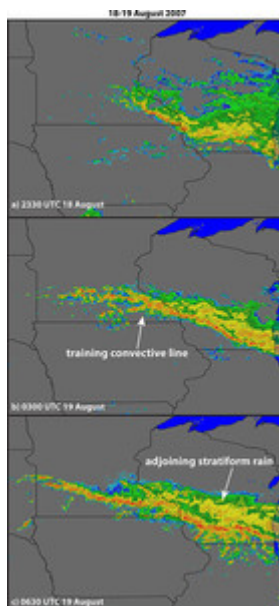 18-19 August 2007
a) 2330 UTC 18 August
training convective line
b) 0300 UTC 19 August
adjoining stratiform rain
c) 0630 UTC 19 August